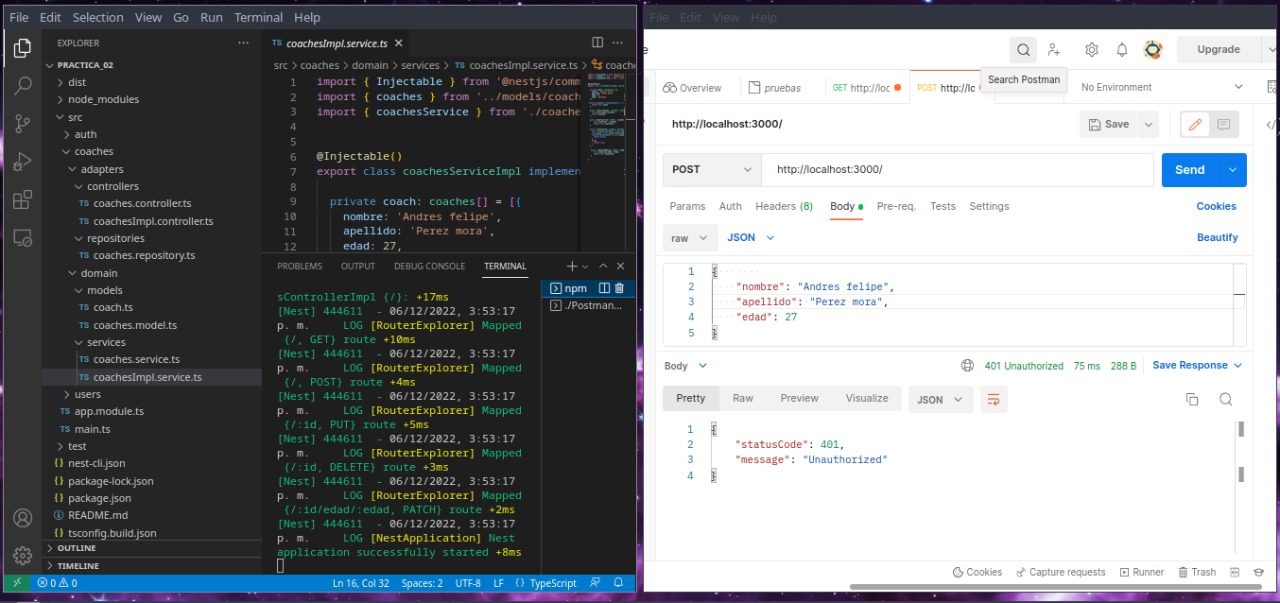 File Edit Selection View Go Run Terminal Help
EXPLORER
PRACTICA_02
dist
node_modules
src
auth
coaches
adapters
controllers
TS coaches.controller.ts
TS coachesImpl.controller.ts
repositories
TS coaches.repository.ts
domain
models
TS coach.ts
TS coaches.model.ts
services
TS coaches.service.ts
TS coachesImpl.service.ts
users
TS app.module.ts
TS main.ts
test
{} nest-cli.json
{} package-lock.json
{} package.json
README.md
tsconfig.build.json
OUTLINE
TIMELINE
TS coachesImpl.service.ts
src > coaches > domain > services > TS coachesImpl.service.ts > coache
1 import { Injectable } from '@nestjs/comm
2 import { coaches } from '../models/coach
3 import { coachesService } from './coache
4
5
6 @Injectable()
7 export class coachesServiceImpl implemen
8
9 private coach: coaches[] = [{
10 nombre: 'Andres felipe',
11 apellido: 'Perez mora',
12 edad: 27,
PROBLEMS OUTPUT DEBUG CONSOLE TERMINAL
npm
./Postman...
sControllerImpl {/}: +17ms
[Nest] 444611 - 06/12/2022, 3:53:17
p. m. LOG [RouterExplorer] Mapped
{/, GET} route +10ms
[Nest] 444611 - 06/12/2022, 3:53:17
p. m. LOG [RouterExplorer] Mapped
{/, POST} route +4ms
[Nest] 444611 - 06/12/2022, 3:53:17
p. m. LOG [RouterExplorer] Mapped
{/:id, PUT} route +5ms
[Nest] 444611 - 06/12/2022, 3:53:17
p. m. LOG [RouterExplorer] Mapped
{/:id, DELETE} route +3ms
[Nest] 444611 - 06/12/2022, 3:53:17
p. m. LOG [RouterExplorer] Mapped
{/:id/edad/:edad, PATCH} route +2ms
[Nest] 444611 - 06/12/2022, 3:53:17
p. m. LOG [NestApplication] Nest
application successfully started +8ms
0 0 Ln 16, Col 32 Spaces: 2 UTF-8 LF {} TypeScript
File Edit View Help
e Upgrade
Search Postman
Overview pruebas GET http://loc POST http://lo No Environment
http://localhost:3000/ Save
POST http://localhost:3000/ Send
Params Auth Headers (8) Body Pre-req. Tests Settings Cookies
raw JSON Beautify
1 {
2 "nombre": "Andres felipe",
3 "apellido": "Perez mora",
4 "edad": 27
5 }
Body 401 Unauthorized 75 ms 288 B Save Response
Pretty Raw Preview Visualize JSON
1 {
2 "statusCode": 401,
3 "message": "Unauthorized"
4 }
Cookies Capture requests Runner Trash